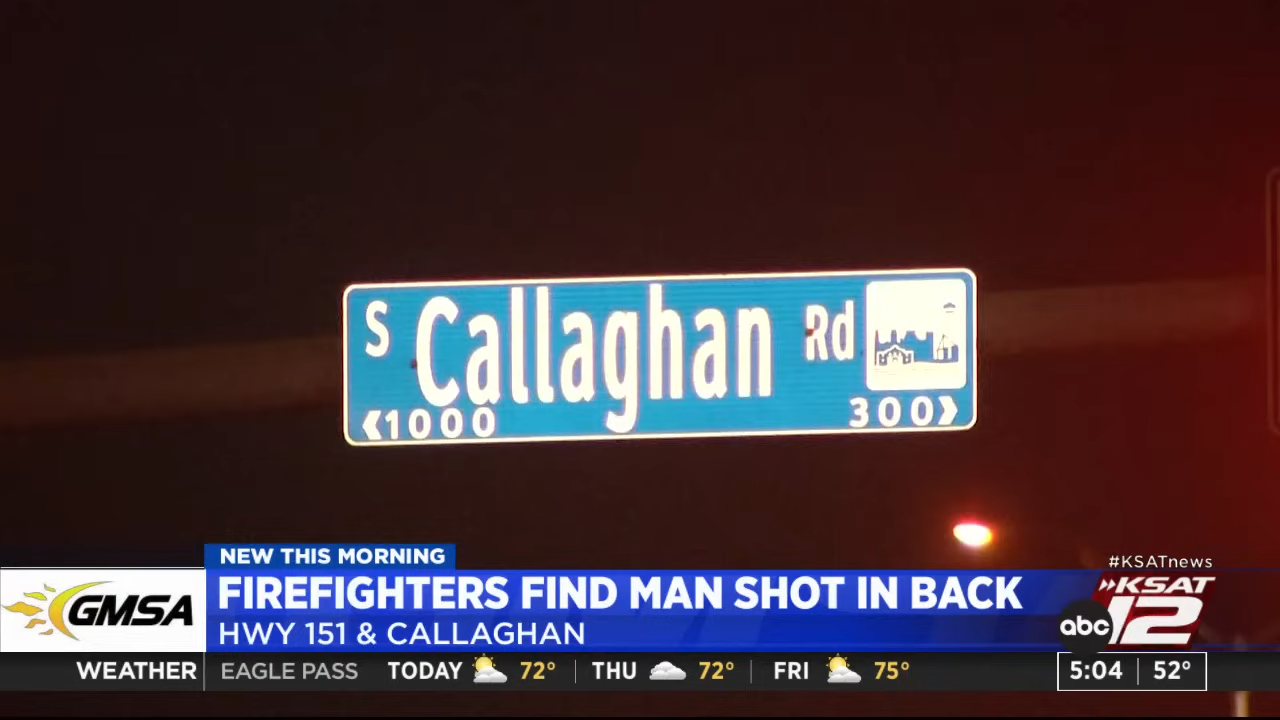 S Callaghan Rd
1000
300
NEW THIS MORNING
FIREFIGHTERS FIND MAN SHOT IN BACK
HWY 151 & CALLAGHAN
GMSA
#KSATnews
KSAT
abc 12
WEATHER EAGLE PASS TODAY 72° THU 72° FRI 75°
5:04 52°